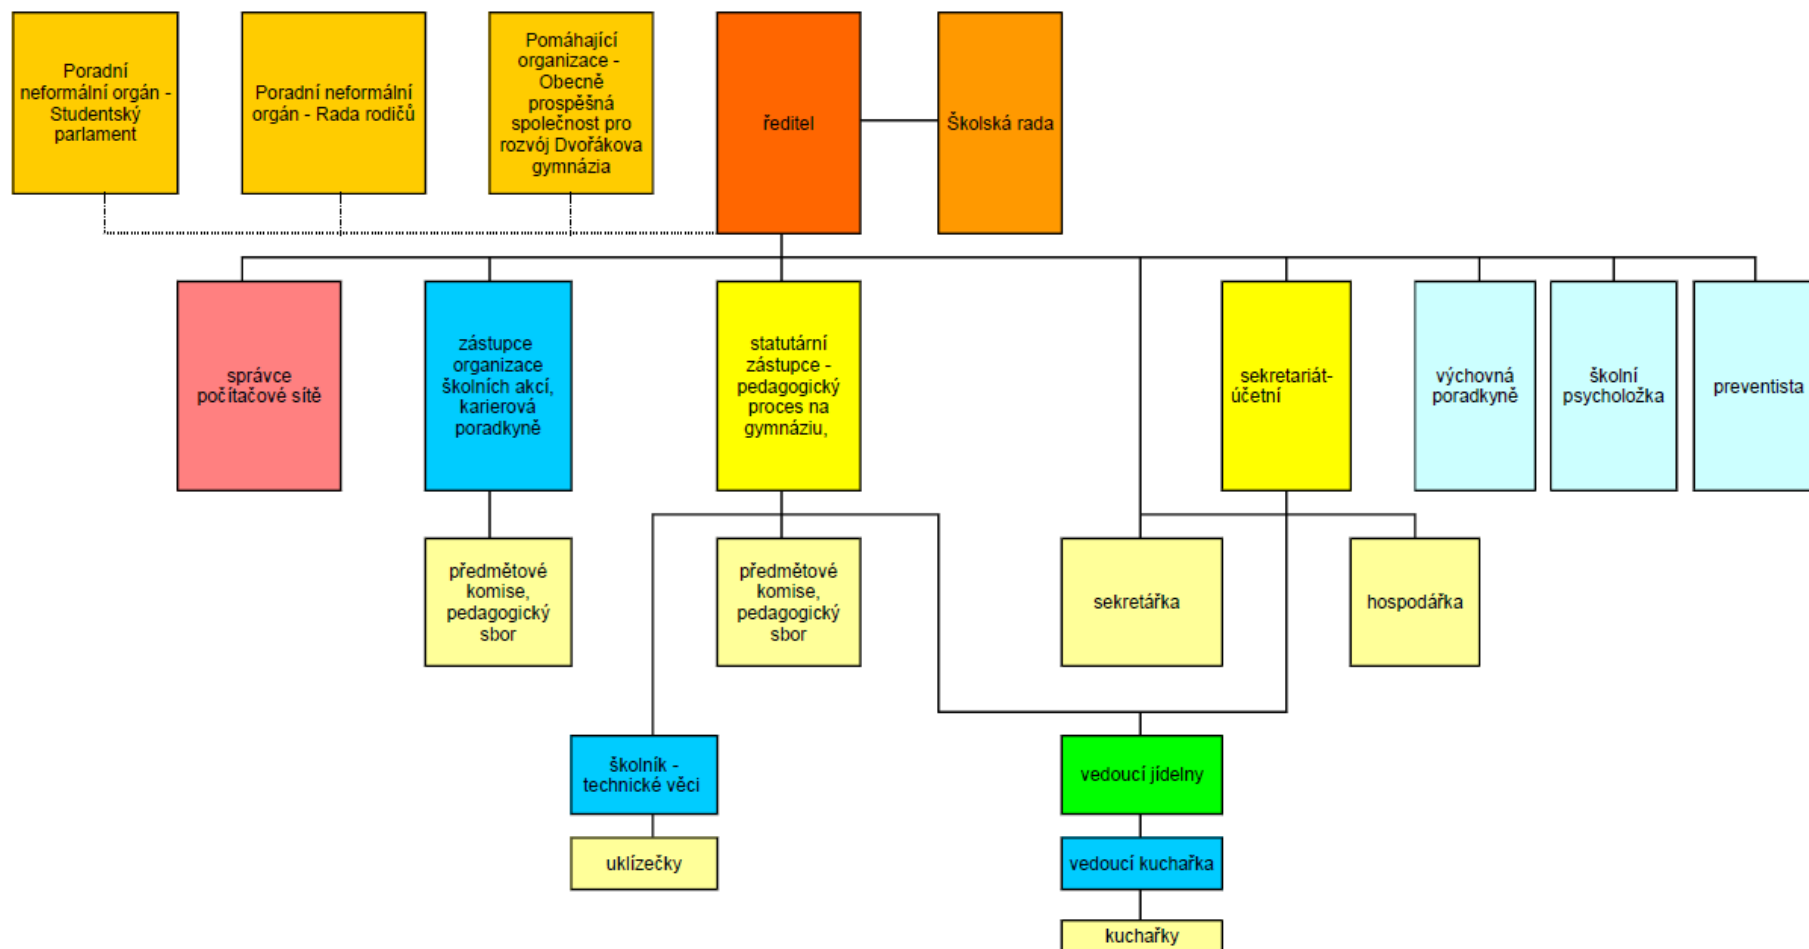 Poradní
neformální orgán -
Studentský
parlament
Poradní neformální
orgán - Rada rodičů
Pomáhající
organizace -
Obecně
prospěšná
společnost pro
rozvoj Dvořákova
gymnázia
ředitel
Školská rada
správce
počítačové sítě
zástupce
organizace
školních akcí,
karierová
poradkyně
statutární
zástupce -
pedagogický
proces na
gymnáziu,
sekretariát-
účetní
výchovná
poradkyně
školní
psycholožka
preventista
předmětové
komise,
pedagogický
sbor
předmětové
komise,
pedagogický
sbor
sekretářka
hospodářka
školník -
technické věci
vedoucí jídelny
uklízečky
vedoucí kuchařka
kuchařky